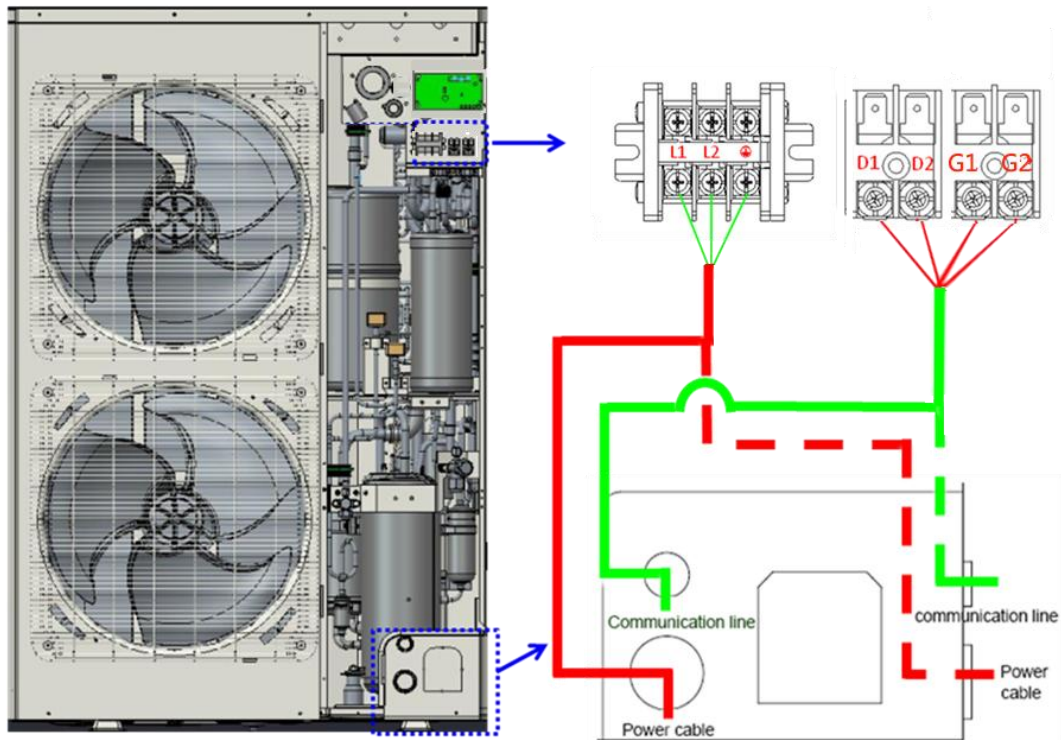 L1 L2
D1 D2 G1 G2
Communication line
communication line
Power
cable
Power cable